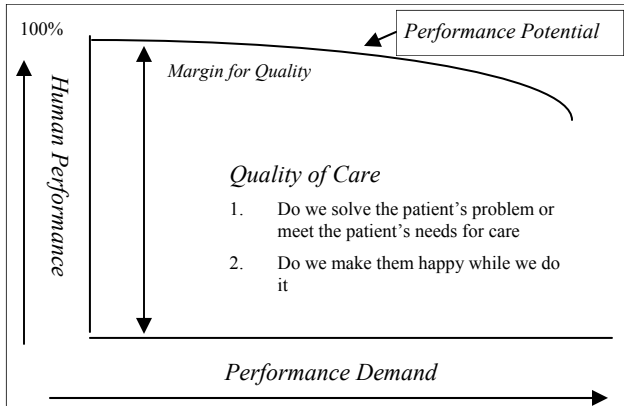 100%
Performance Potential
Margin for Quality
Human Performance
Quality of Care
1. Do we solve the patient’s problem or
meet the patient’s needs for care
2. Do we make them happy while we do
it
Performance Demand